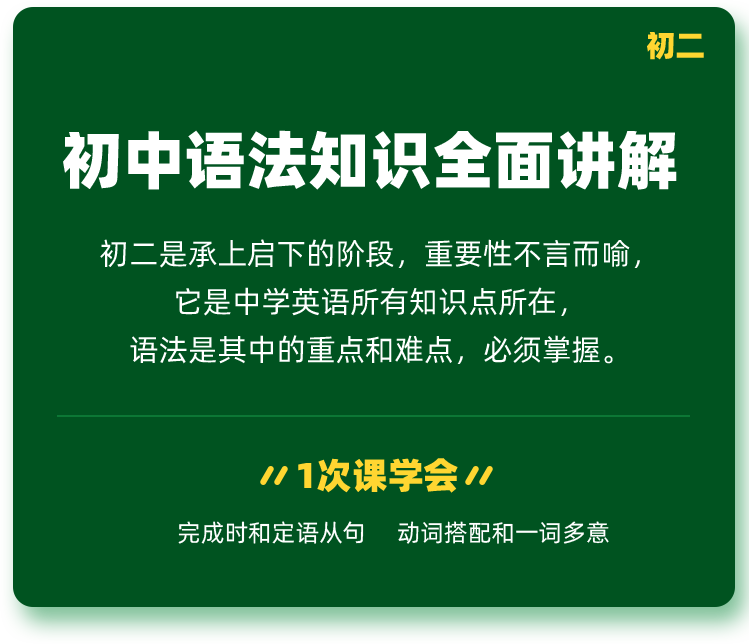 初二
初中语法知识全面讲解
初二是承上启下的阶段，重要性不言而喻，
它是中学英语所有知识点所在，
语法是其中的重点和难点，必须掌握。
1次课学会
完成时和定语从句 动词搭配和一词多意